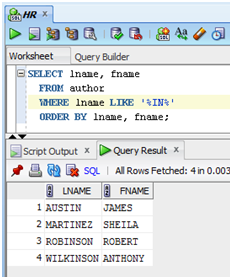 HR
Worksheet Query Builder
SELECT lname, fname
FROM author
WHERE lname LIKE '%IN%'
ORDER BY lname, fname;
Script Output Query Result
SQL | All Rows Fetched: 4 in 0.003
LNAME FNAME
1 AUSTIN JAMES
2 MARTINEZ SHEILA
3 ROBINSON ROBERT
4 WILKINSON ANTHONY